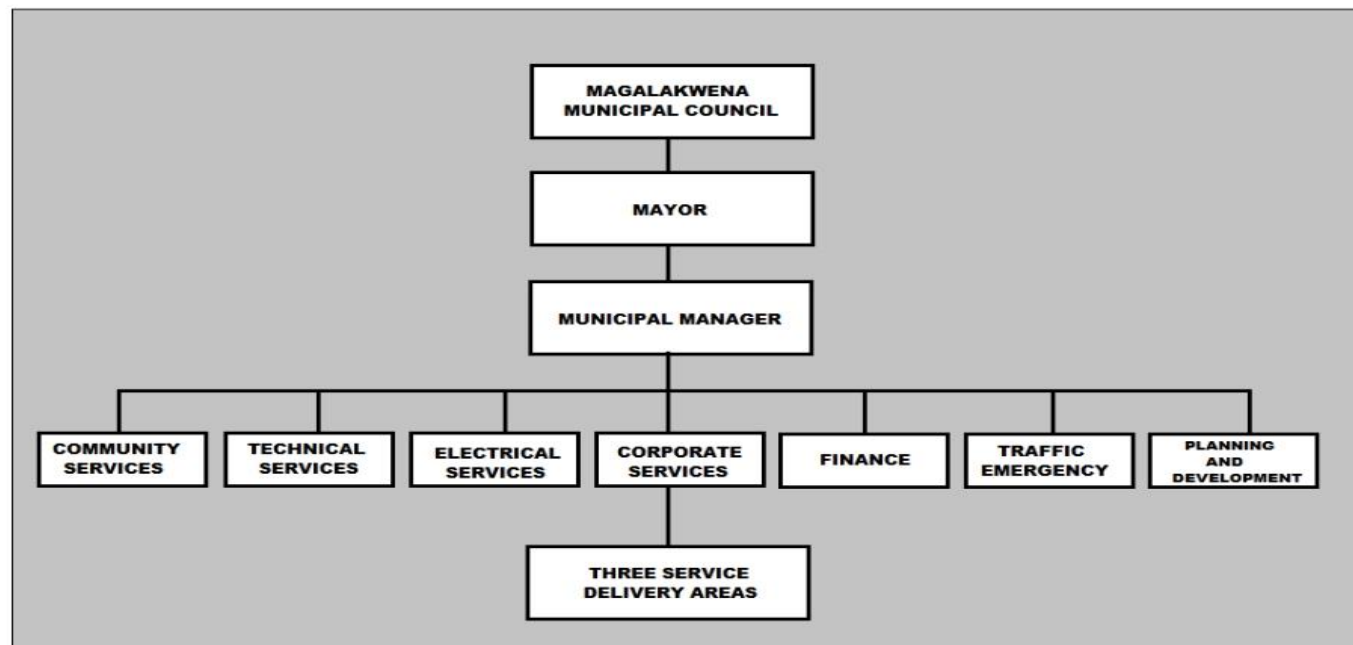 MAGALAKWENA
MUNICIPAL COUNCIL
MAYOR
MUNICIPAL MANAGER
COMMUNITY
SERVICES
TECHNICAL
SERVICES
ELECTRICAL
SERVICES
CORPORATE
SERVICES
FINANCE
TRAFFIC
EMERGENCY
PLANNING
AND
DEVELOPMENT
THREE SERVICE
DELIVERY AREAS